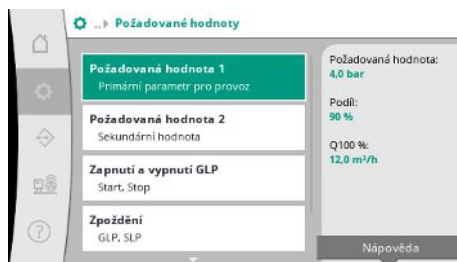 ..▸ Požadované hodnoty
Požadovaná hodnota 1
Primární parametr pro provoz
Požadovaná hodnota 2
Sekundární hodnota
Zapnutí a vypnutí GLP
Start, Stop
Zpoždění
GLP, SLP
Požadovaná hodnota:
4,0 bar
Podíl:
90 %
Q100 %:
12,0 m³/h
Nápověda